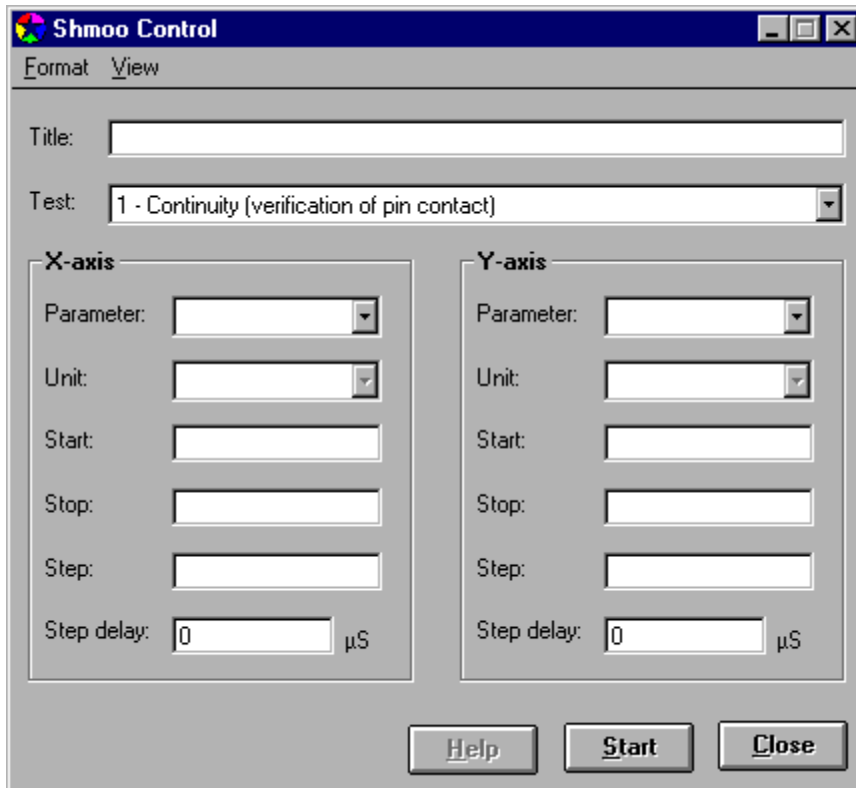 Shmoo Control
Format View
Title:
Test: 1 - Continuity (verification of pin contact)
X-axis Y-axis
Parameter: Parameter:
Unit: Unit:
Start: Start:
Stop: Stop:
Step: Step:
Step delay: 0 µS Step delay: 0 µS
Help Start Close